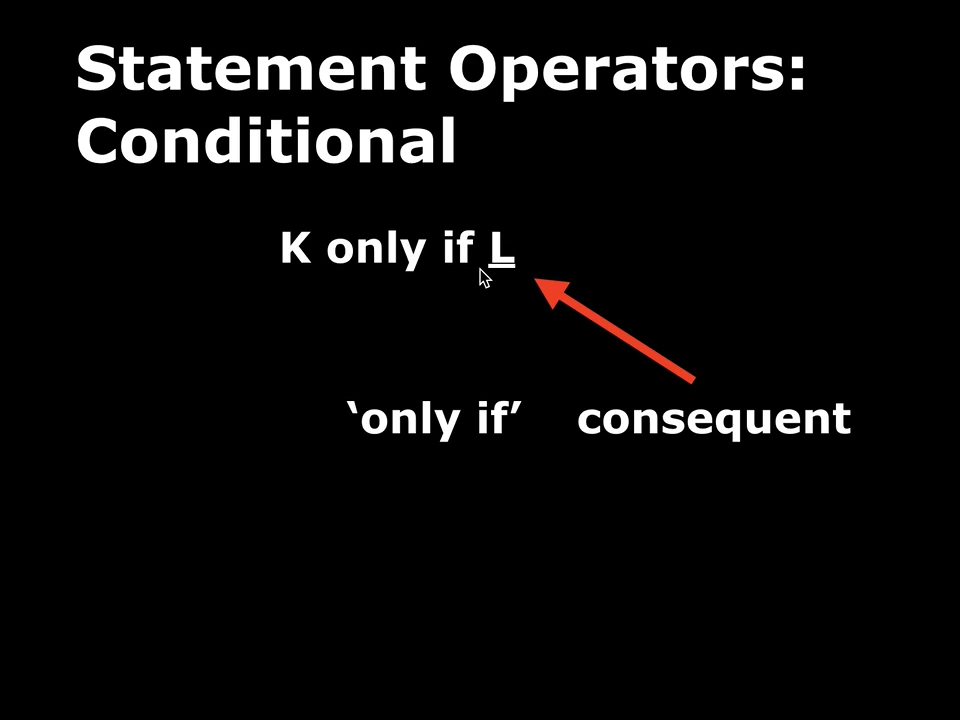 Statement Operators:
Conditional
K only if L
‘only if’ consequent